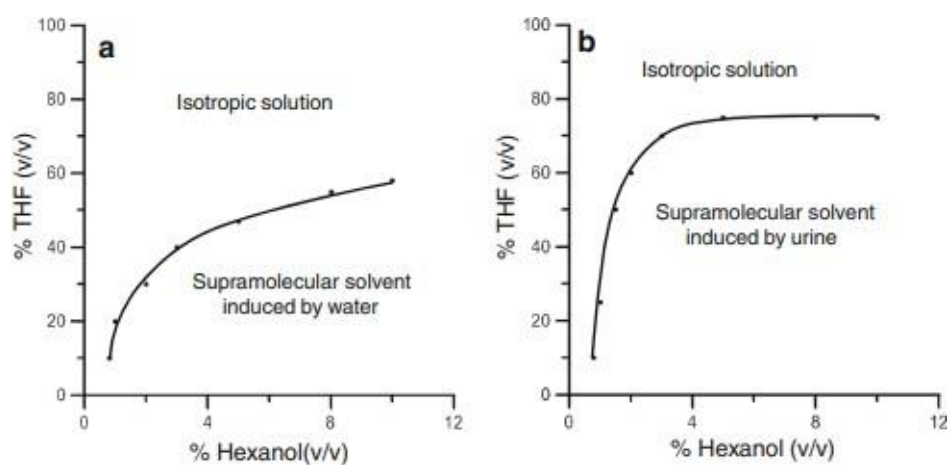 a
100
80
60
40
20
0
% THF (v/v)
Isotropic solution
Supramolecular solvent
induced by water
0 4 8 12
% Hexanol(v/v)
b
100
80
60
40
20
0
% THF (v/v)
Isotropic solution
Supramolecular solvent
induced by urine
0 4 8 12
% Hexanol (v/v)